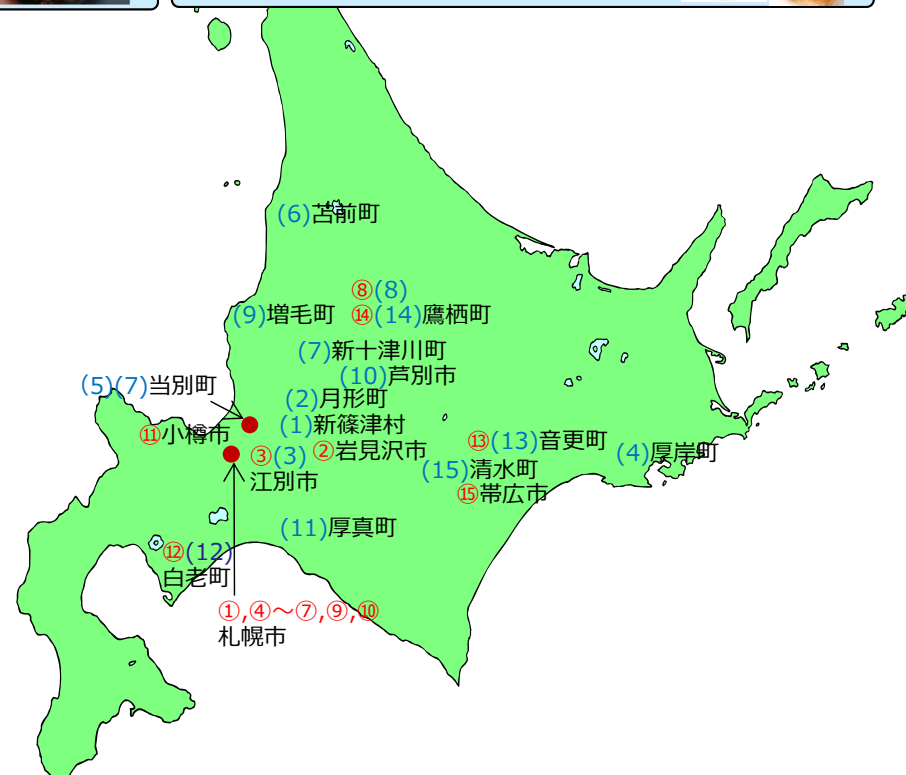 (6)苫前町
⑧(8)
(9)増毛町
⑭(14)鷹栖町
(7)新十津川町
(10)芦別市
(5)(7)当別町
(2)月形町
(1)新篠津村
⑪小樽市
②岩見沢市
⑬(13)音更町
(4)厚岸町
③(3)
江別市
(15)清水町
⑮帯広市
(11)厚真町
⑫(12)
白老町
①,④～⑦,⑨,⑩
札幌市